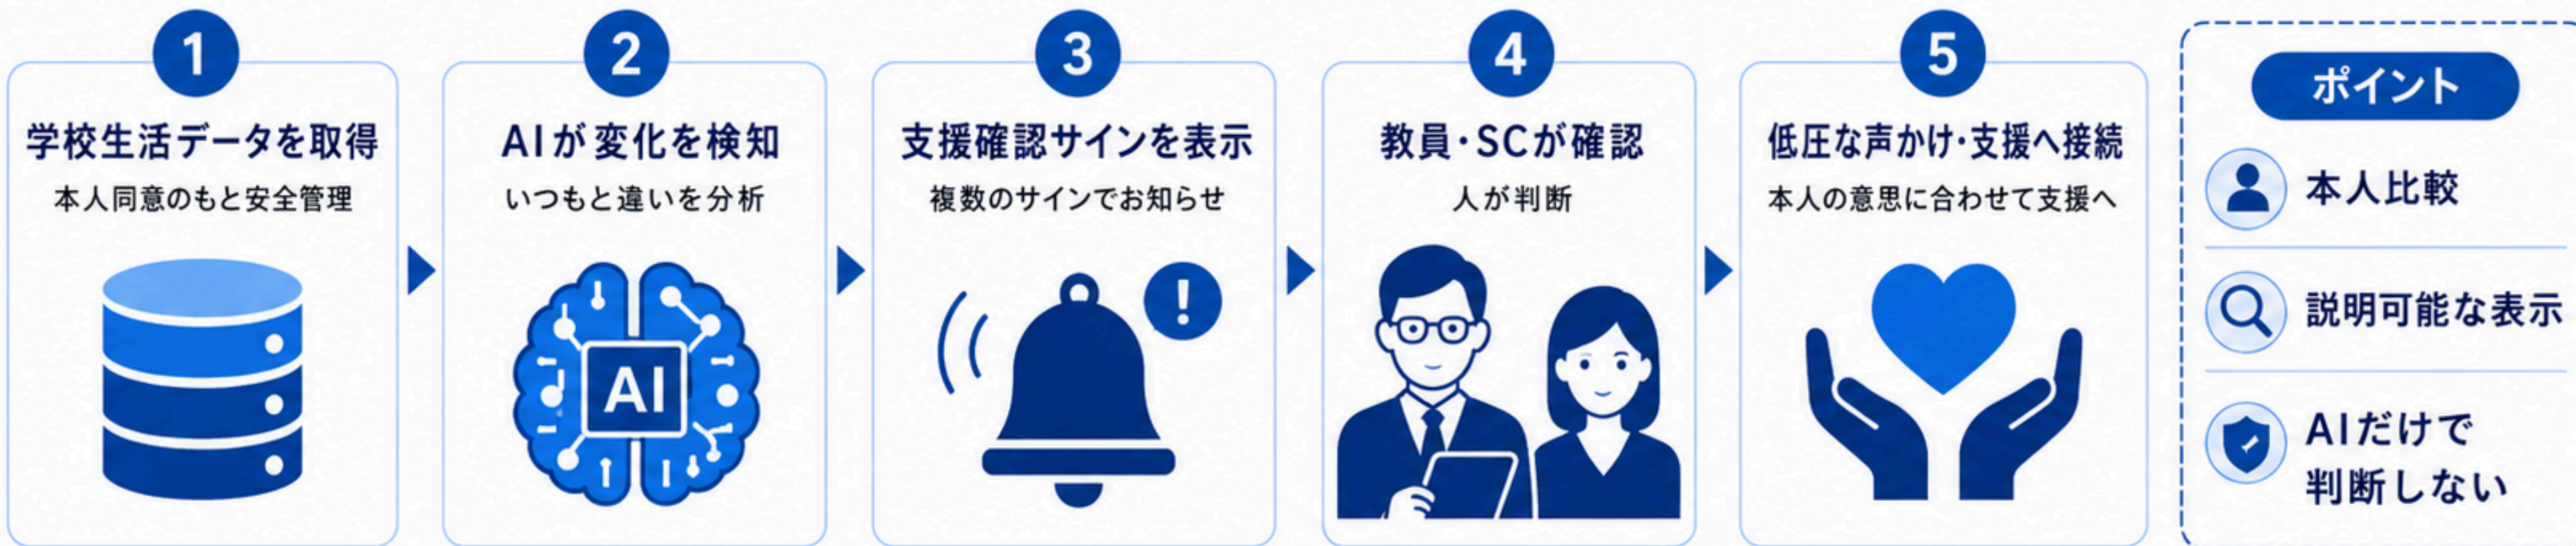 1
学校生活データを取得
本人同意のもと安全管理
2
AIが変化を検知
いつもと違いを分析
AI
3
支援確認サインを表示
複数のサインでお知らせ
!
4
教員・SCが確認
人が判断
5
低圧な声かけ・支援へ接続
本人の意思に合わせて支援へ
ポイント
本人比較
説明可能な表示
AIだけで
判断しない